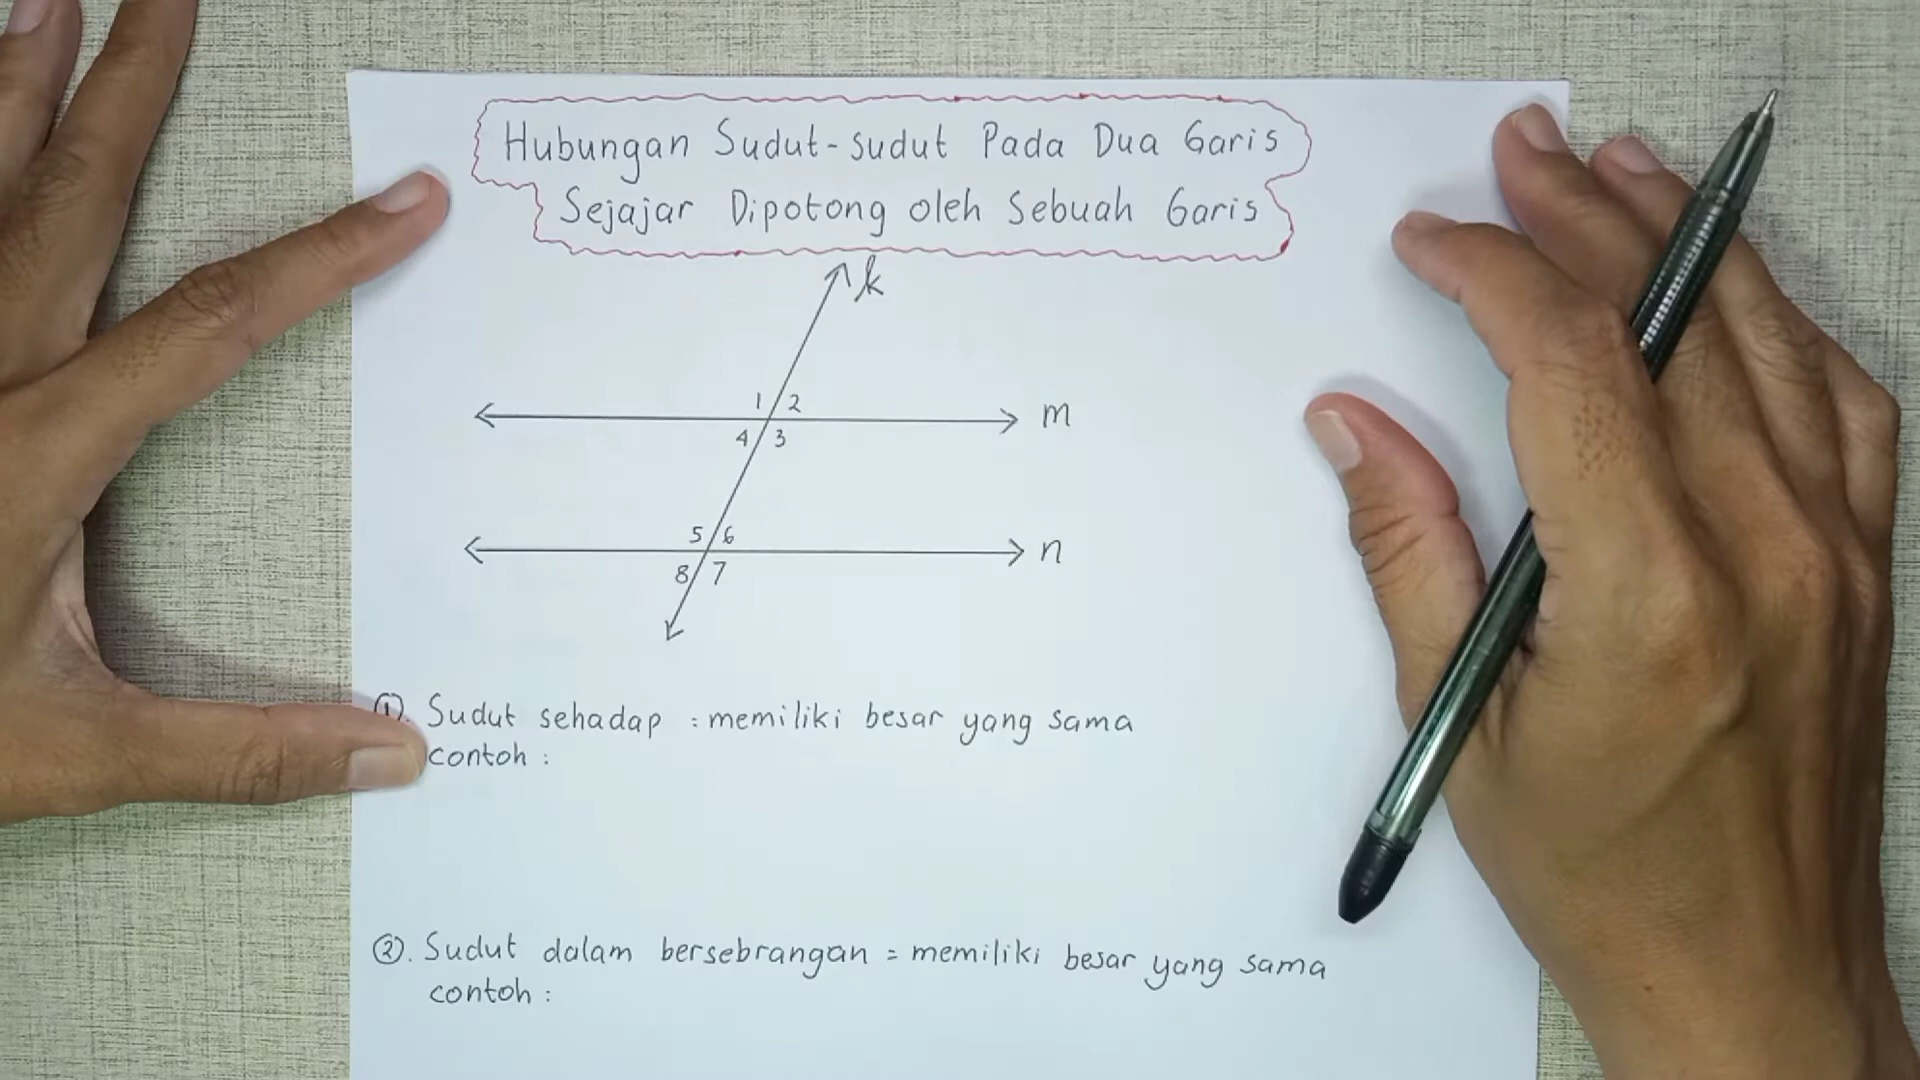 Hubungan Sudut-sudut Pada Dua Garis
Sejajar Dipotong oleh Sebuah Garis
k
1 2
m
4 3
5 6
n
8 7
①. Sudut sehadap : memiliki besar yang sama
contoh :
②. Sudut dalam bersebrangan = memiliki besar yang sama
contoh :